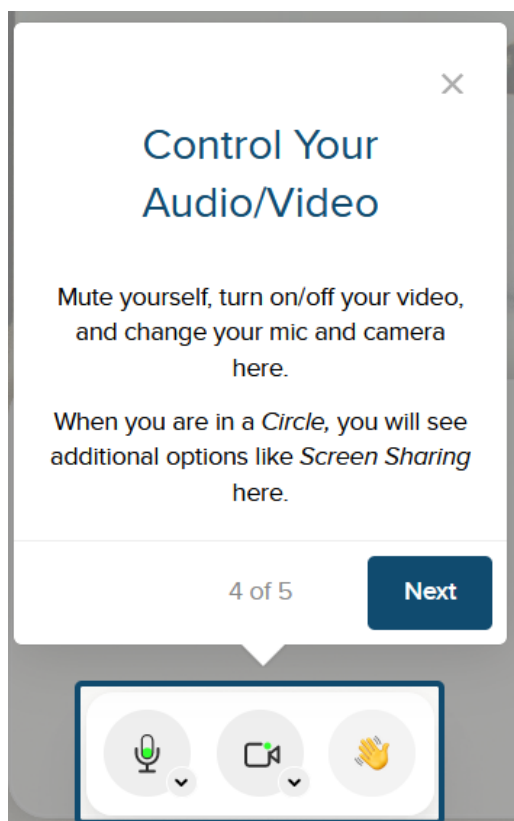 Control Your
Audio/Video
Mute yourself, turn on/off your video,
and change your mic and camera
here.
When you are in a Circle, you will see
additional options like Screen Sharing
here.
4 of 5
Next